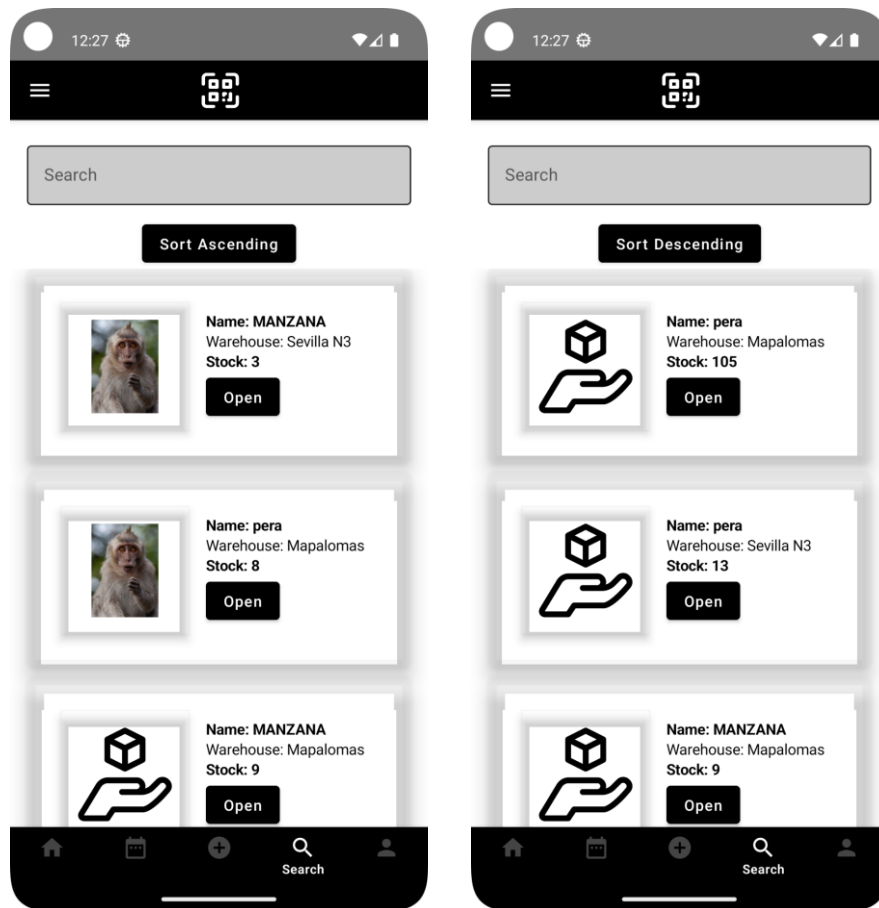 12:27
Search
Sort Ascending
Name: MANZANA
Warehouse: Sevilla N3
Stock: 3
Open
Name: pera
Warehouse: Mapalomas
Stock: 8
Open
Name: MANZANA
Warehouse: Mapalomas
Stock: 9
Open
Search
12:27
Search
Sort Descending
Name: pera
Warehouse: Mapalomas
Stock: 105
Open
Name: pera
Warehouse: Sevilla N3
Stock: 13
Open
Name: MANZANA
Warehouse: Mapalomas
Stock: 9
Open
Search